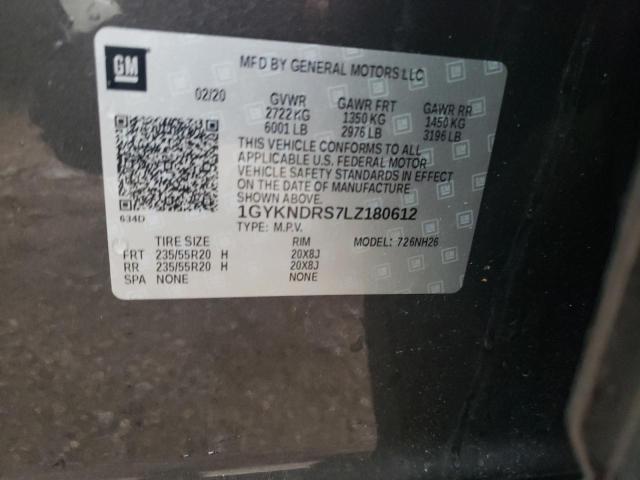 GM
MFD BY GENERAL MOTORS LLC
02/20 GVWR GAWR FRT GAWR RR
2722 KG 1350 KG 1450 KG
6001 LB 2976 LB 3196 LB
THIS VEHICLE CONFORMS TO ALL
APPLICABLE U.S. FEDERAL MOTOR
VEHICLE SAFETY STANDARDS IN EFFECT
ON THE DATE OF MANUFACTURE
SHOWN ABOVE.
634D 1GYKNDRS7LZ180612
TYPE: M.P.V. MODEL: 726NH26
TIRE SIZE RIM
FRT 235/55R20 H 20X8J
RR 235/55R20 H 20X8J
SPA NONE NONE